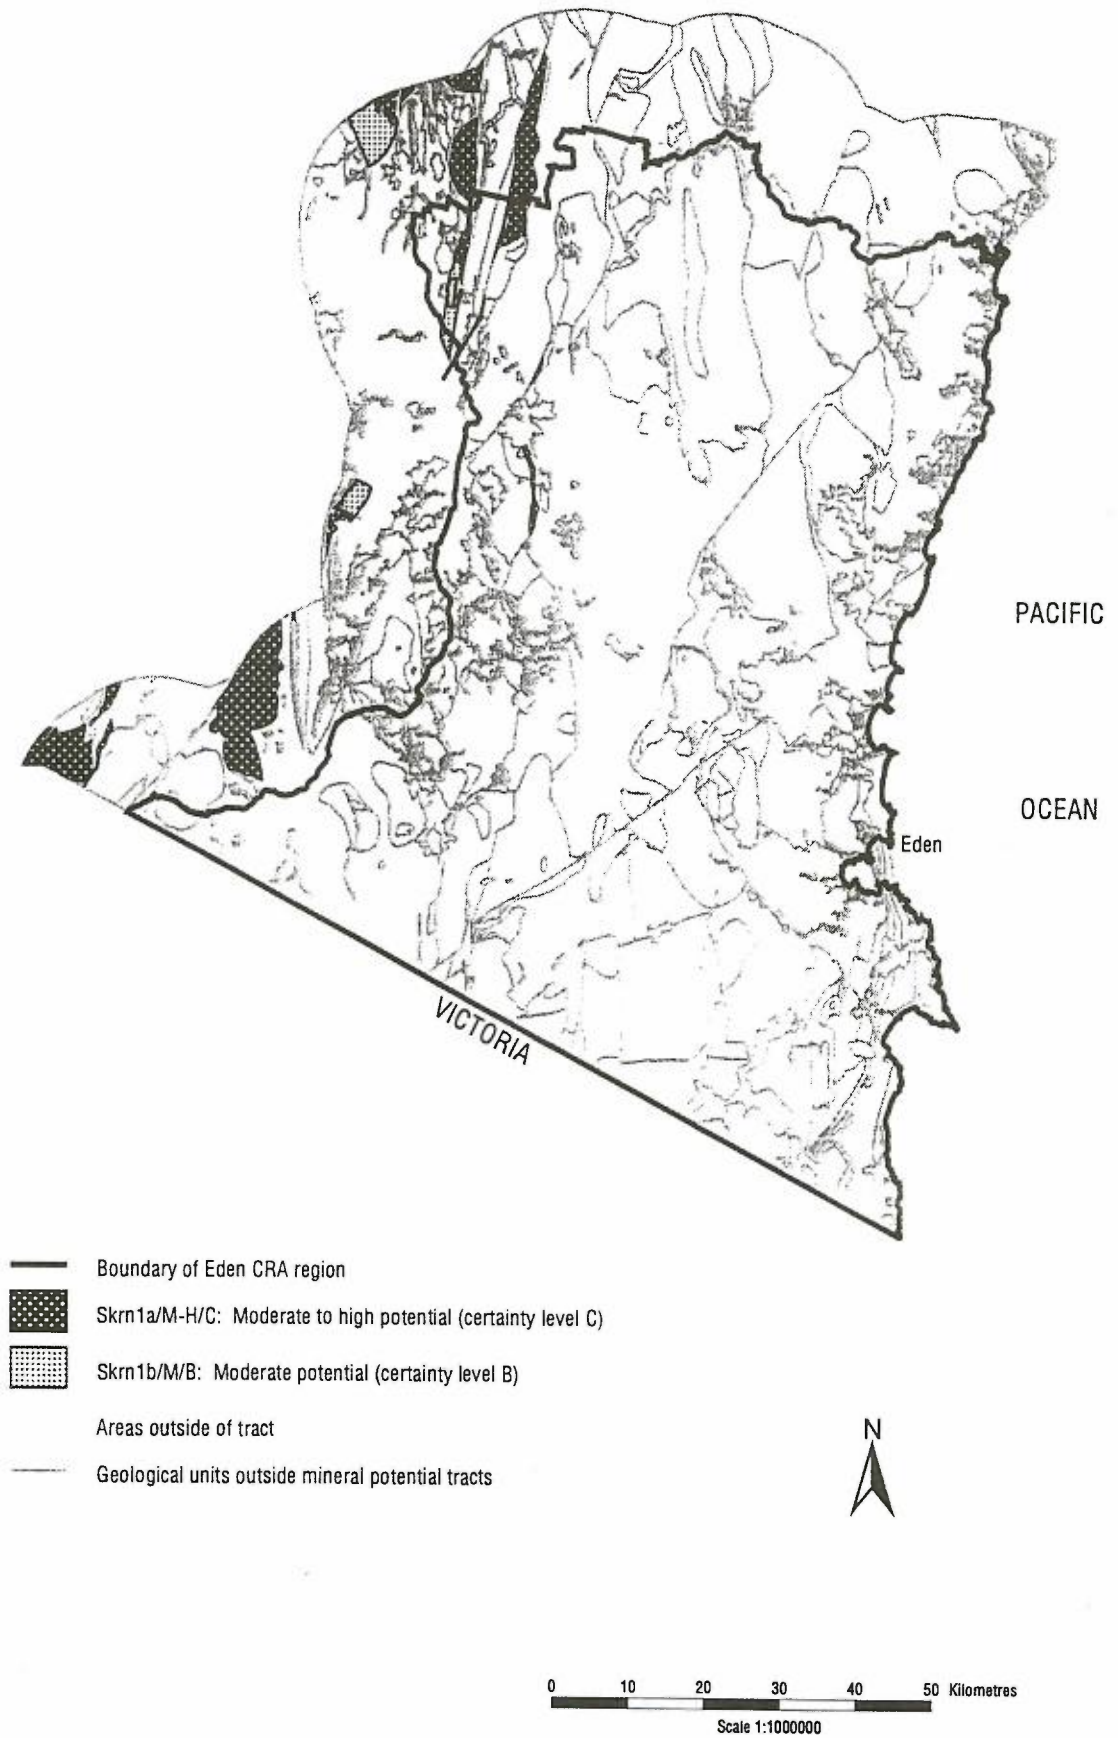 PACIFIC
OCEAN
Eden
VICTORIA
Boundary of Eden CRA region
Skrn1a/M-H/C: Moderate to high potential (certainty level C)
Skrn1b/M/B: Moderate potential (certainty level B)
Areas outside of tract
Geological units outside mineral potential tracts
N
0 10 20 30 40 50 Kilometres
Scale 1:1000000